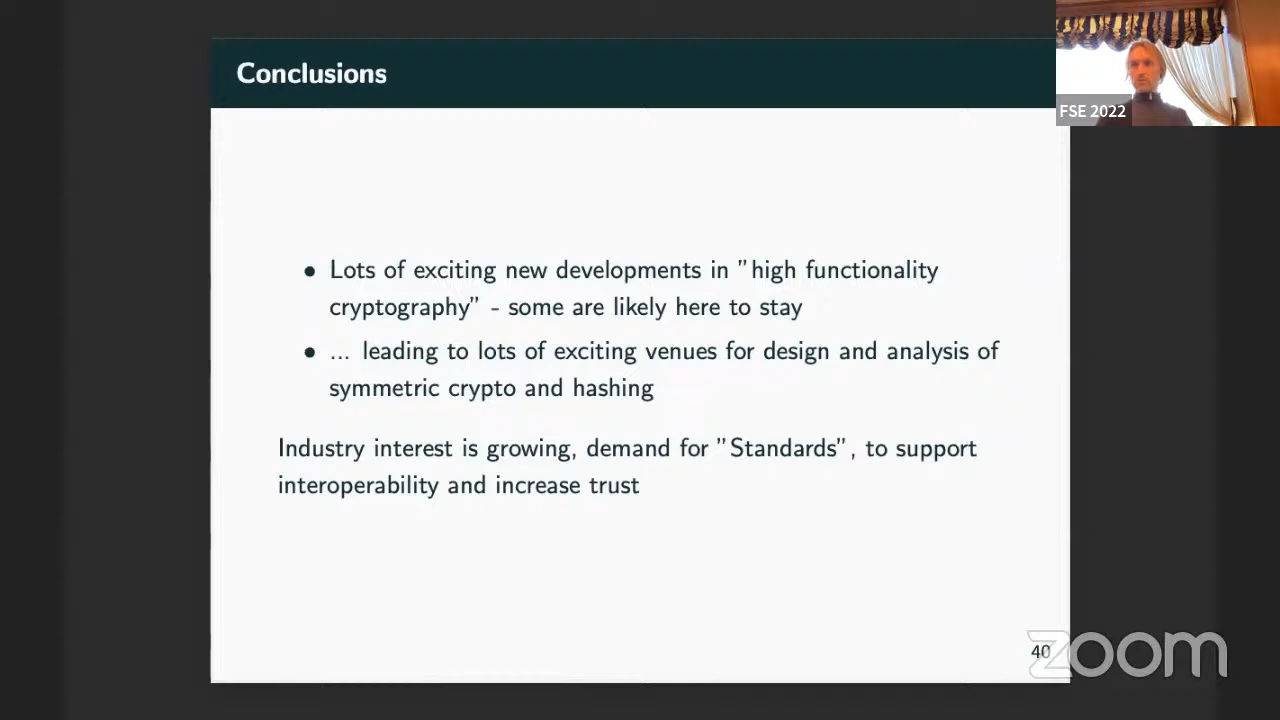 Conclusions
FSE 2022
• Lots of exciting new developments in ”high functionality
cryptography” - some are likely here to stay
• ... leading to lots of exciting venues for design and analysis of
symmetric crypto and hashing
Industry interest is growing, demand for ”Standards”, to support
interoperability and increase trust
40
zoom